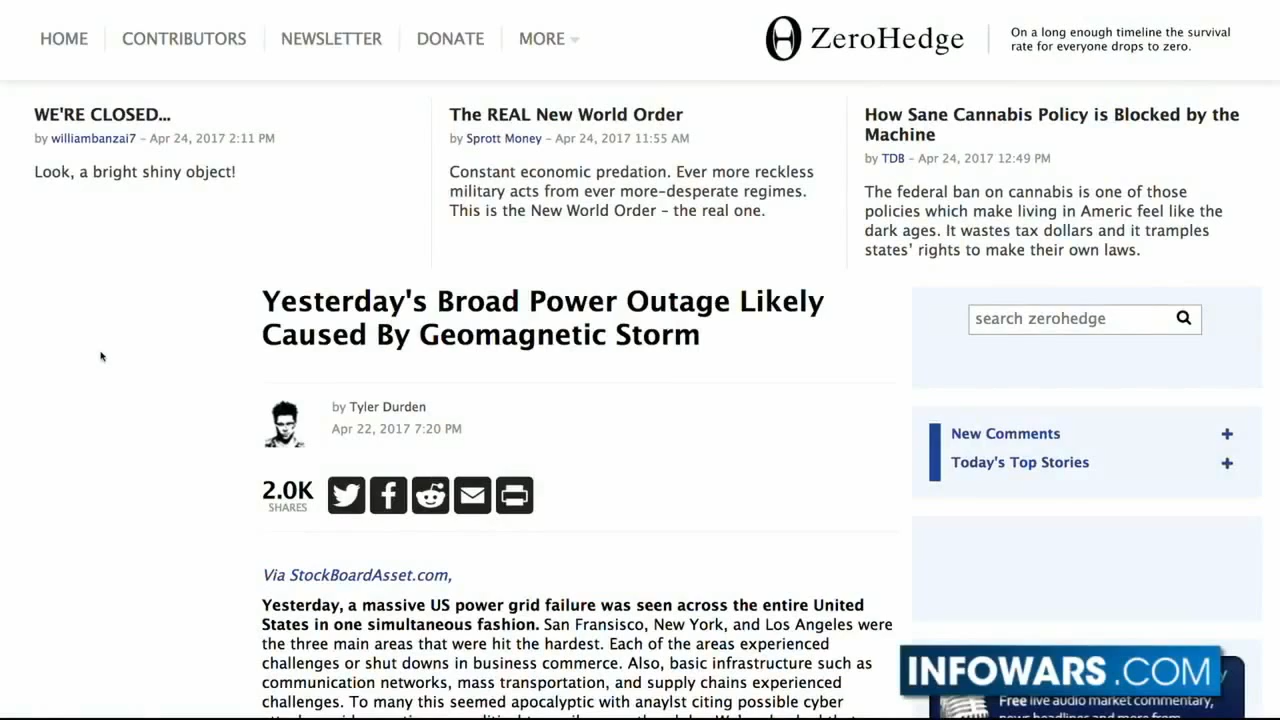 HOME CONTRIBUTORS NEWSLETTER DONATE MORE
ZeroHedge
On a long enough timeline the survival
rate for everyone drops to zero.
WE'RE CLOSED...
by williambanzai7 – Apr 24, 2017 2:11 PM
Look, a bright shiny object!
The REAL New World Order
by Sprott Money – Apr 24, 2017 11:55 AM
Constant economic predation. Ever more reckless
military acts from ever more–desperate regimes.
This is the New World Order – the real one.
How Sane Cannabis Policy is Blocked by the
Machine
by TDB – Apr 24, 2017 12:49 PM
The federal ban on cannabis is one of those
policies which make living in Americ feel like the
dark ages. It wastes tax dollars and it tramples
states' rights to make their own laws.
Yesterday's Broad Power Outage Likely
Caused By Geomagnetic Storm
by Tyler Durden
Apr 22, 2017 7:20 PM
2.0K
SHARES
Via StockBoardAsset.com,
Yesterday, a massive US power grid failure was seen across the entire United
States in one simultaneous fashion. San Fransisco, New York, and Los Angeles were
the three main areas that were hit the hardest. Each of the areas experienced
challenges or shut downs in business commerce. Also, basic infrastructure such as
communication networks, mass transportation, and supply chains experienced
challenges. To many this seemed apocalyptic with anaylst citing possible cyber
search zerohedge
New Comments +
Today's Top Stories +
INFOWARS.COM
Free live audio market commentary,